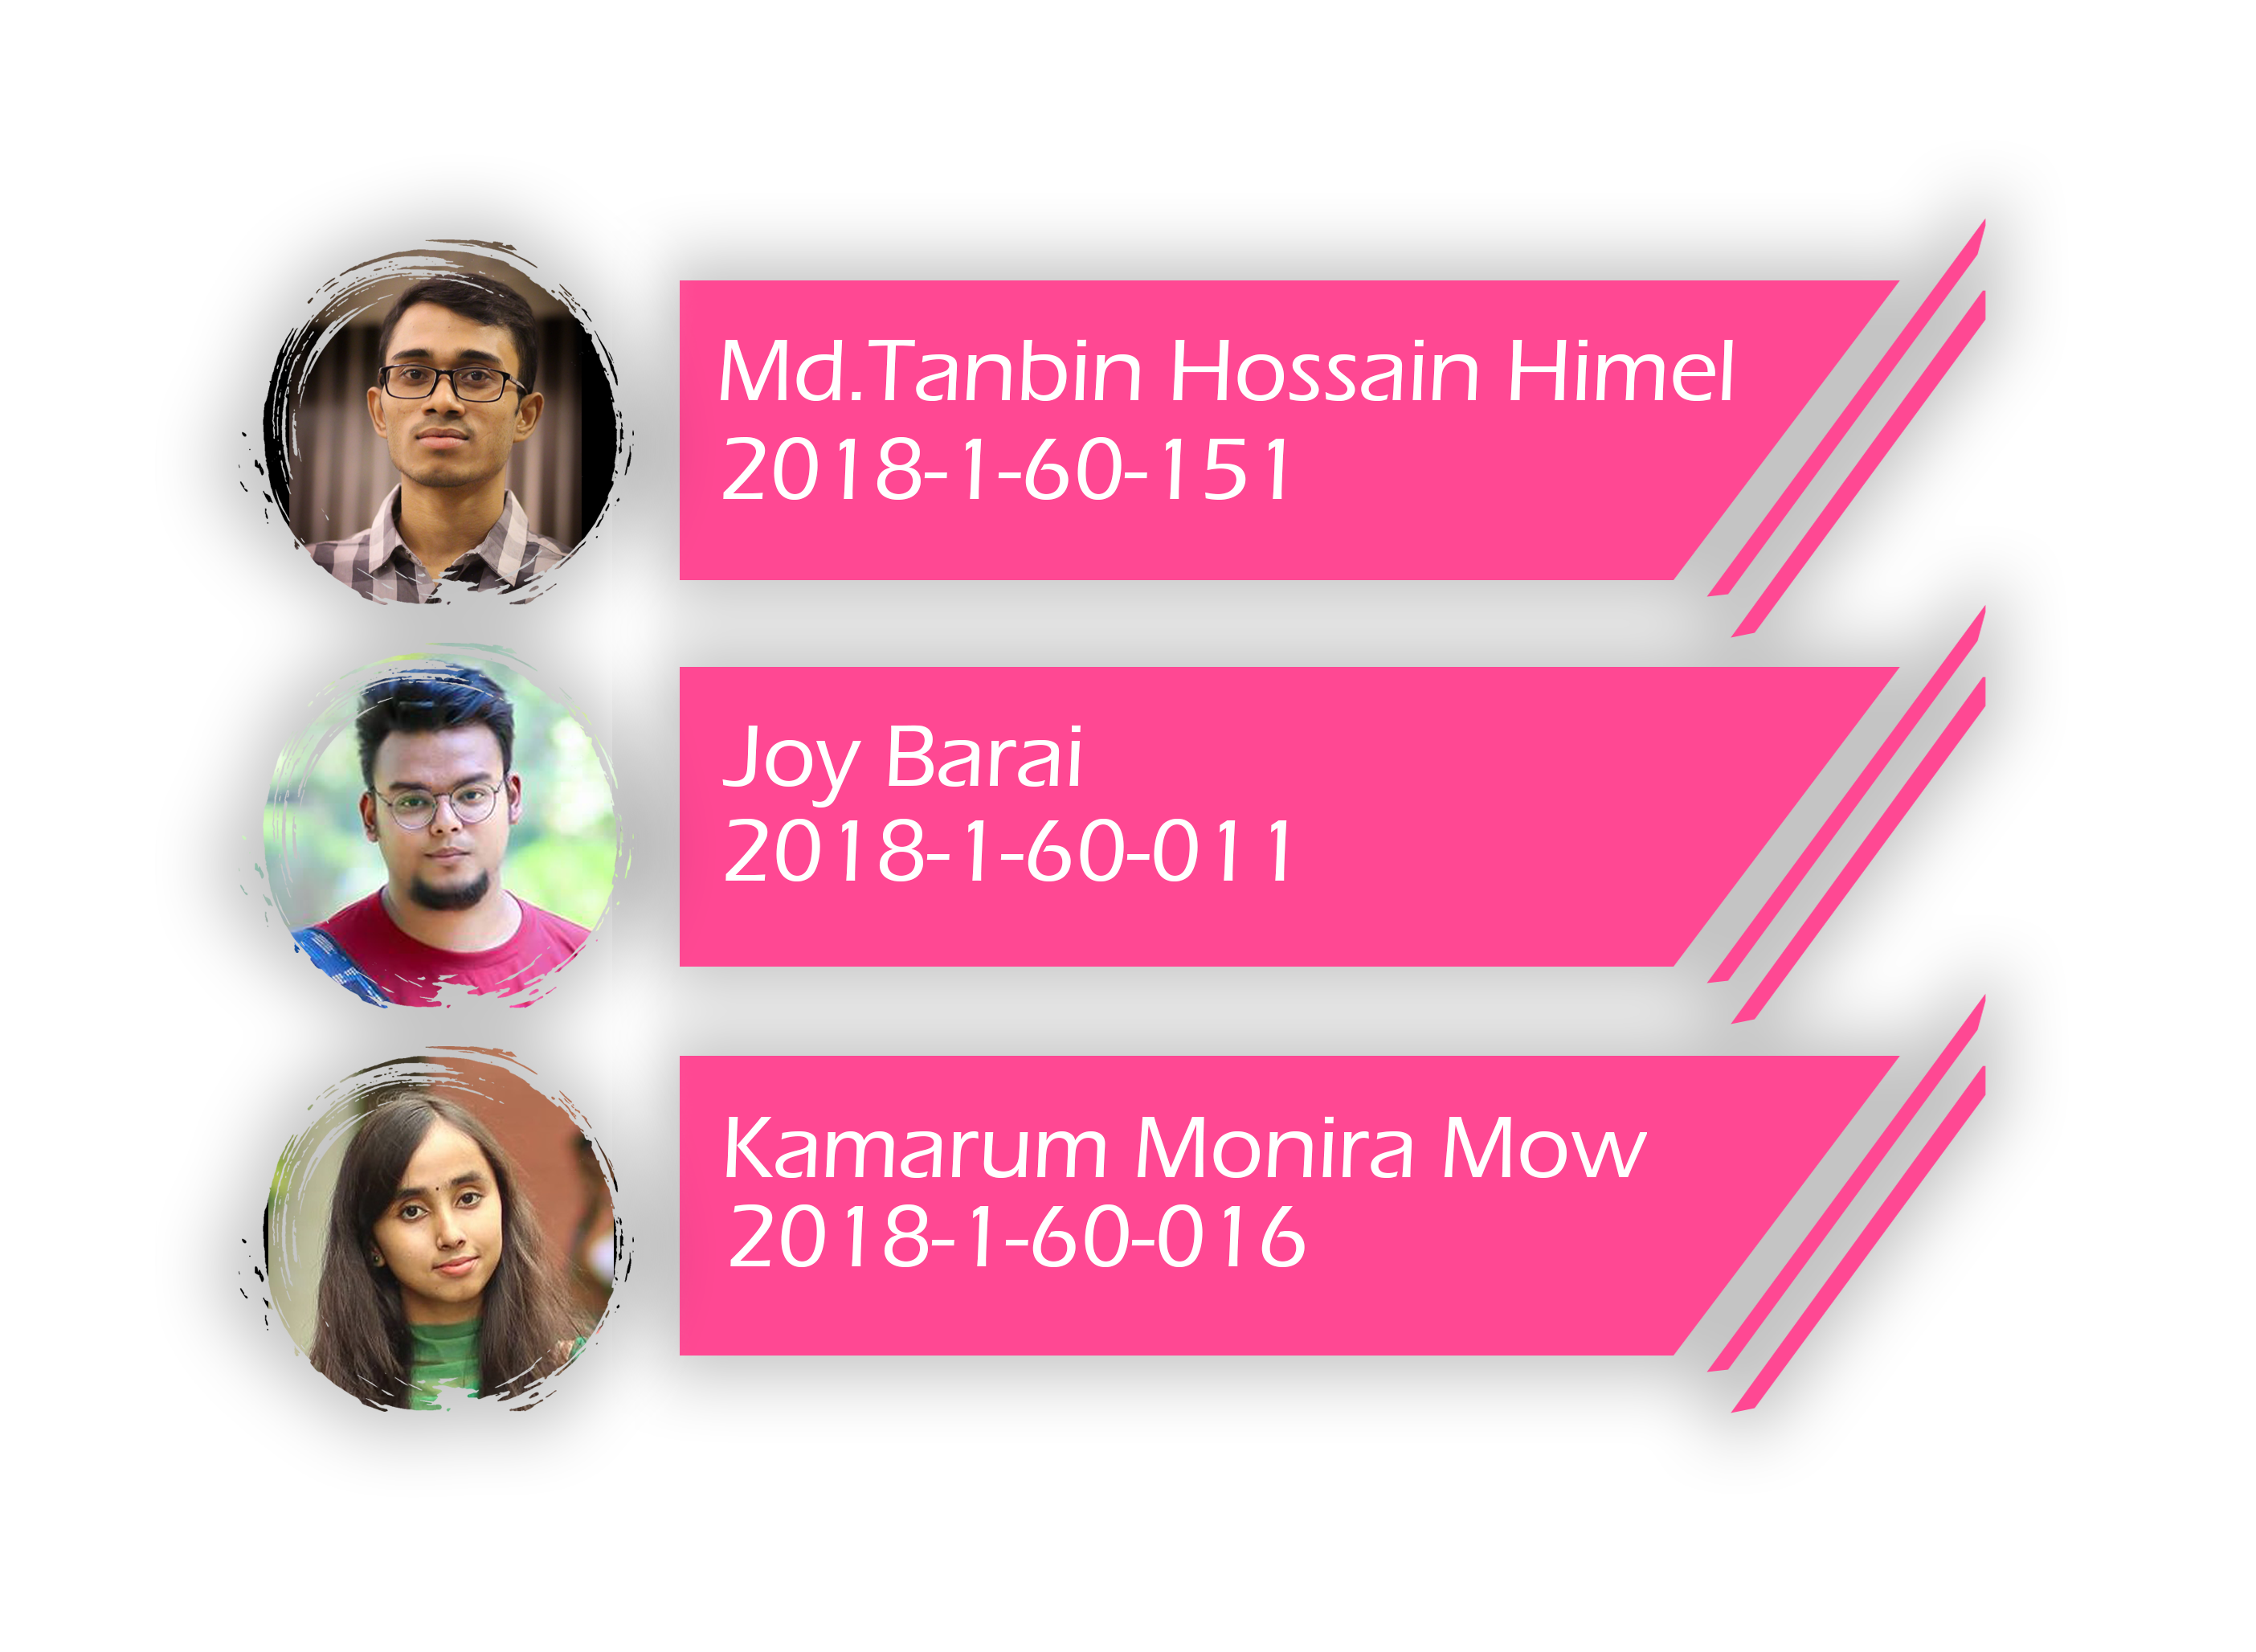 Md.Tanbin Hossain Himel
2018-1-60-151
Joy Barai
2018-1-60-011
Kamarum Monira Mow
2018-1-60-016